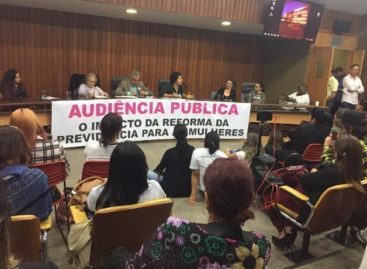 AUDIÊNCIA PÚBLICA
O IMPACTO DA REFORMA DA
PREVIDÊNCIA PARA AS MULHERES